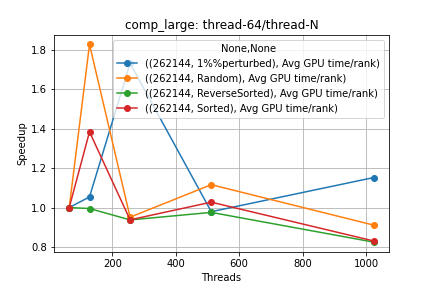 comp_large: thread-64/thread-N
None,None
((262144, 1%%perturbed), Avg GPU time/rank)
((262144, Random), Avg GPU time/rank)
((262144, ReverseSorted), Avg GPU time/rank)
((262144, Sorted), Avg GPU time/rank)
Speedup
1.8
1.6
1.4
1.2
1.0
0.8
200 400 600 800 1000
Threads